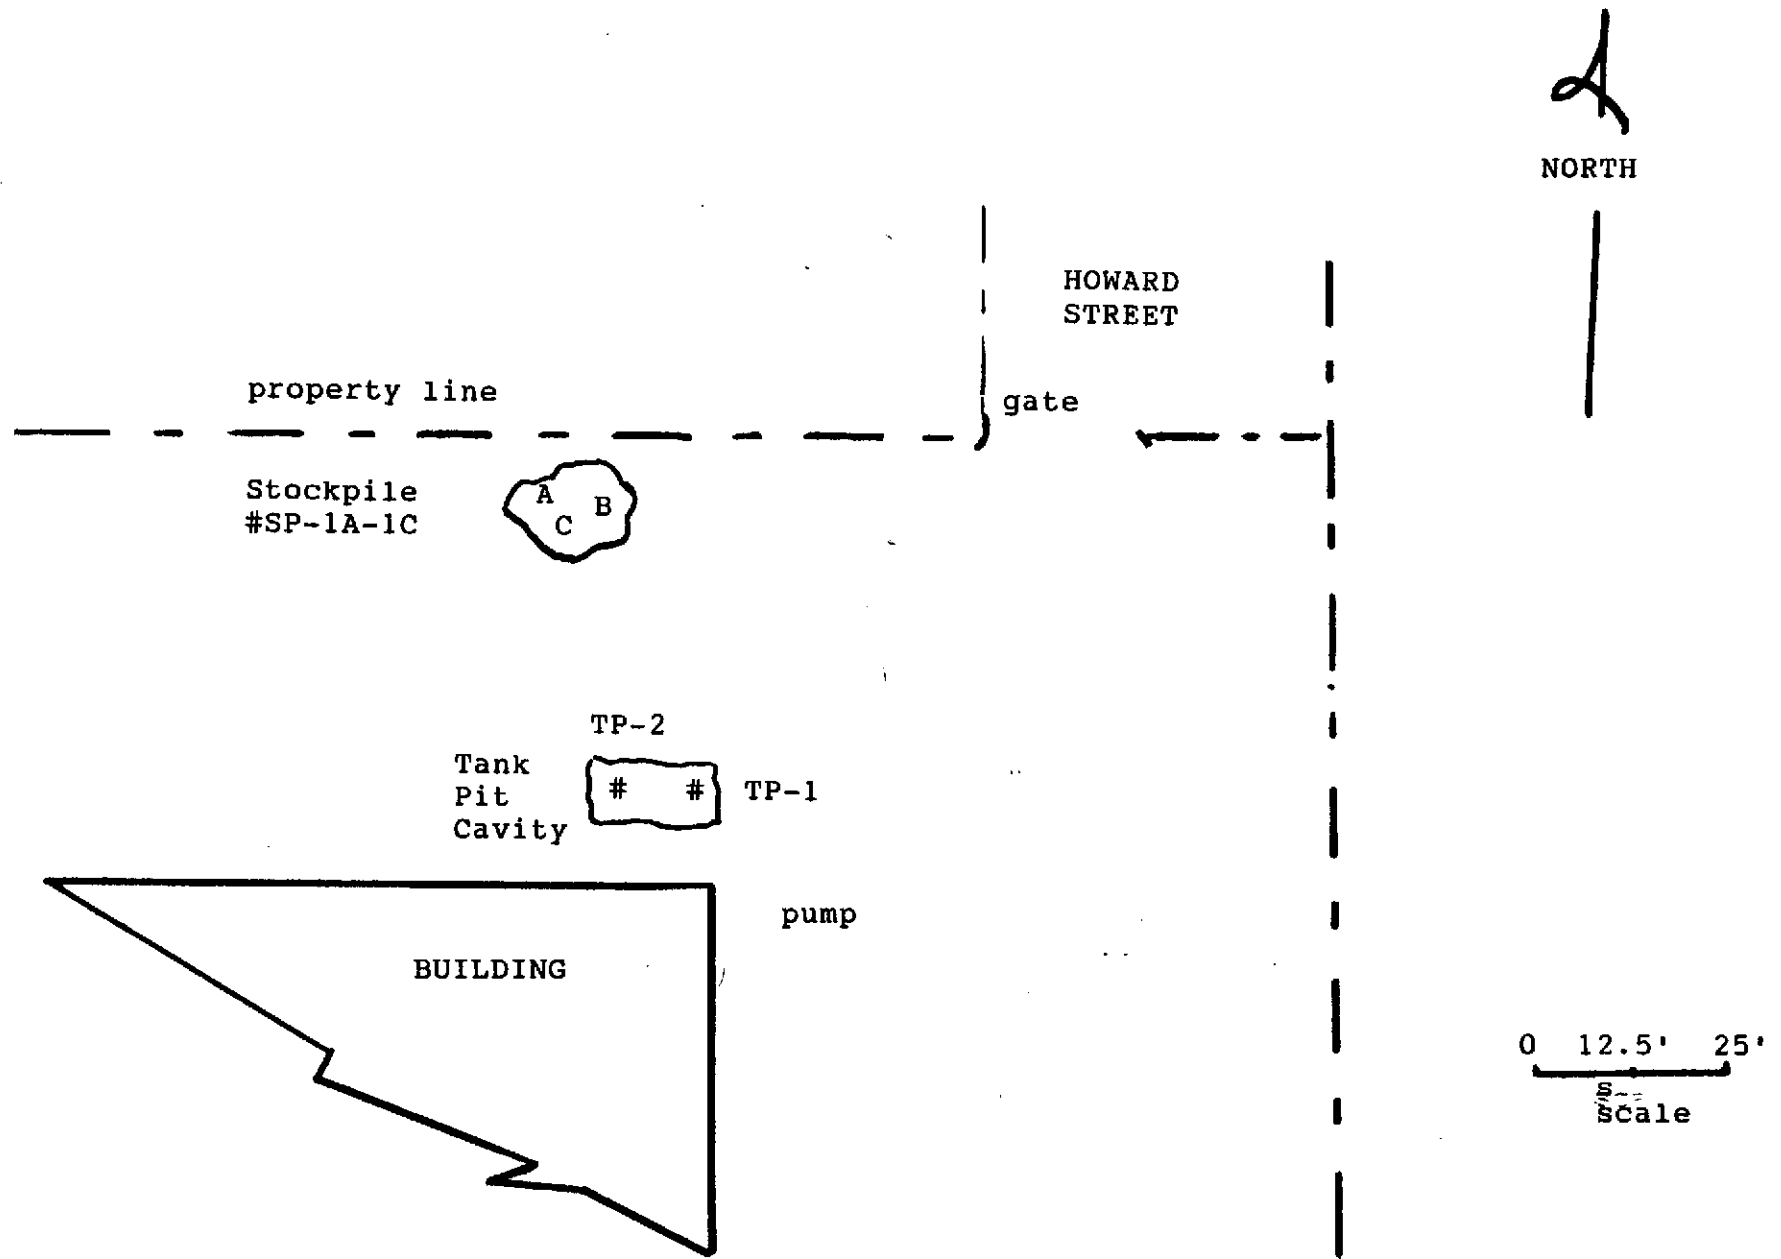 NORTH
HOWARD
STREET
property line
gate
Stockpile
#SP-1A-1C
A
B
C
TP-2
Tank
Pit
Cavity
# #
TP-1
pump
BUILDING
0 12.5' 25'
scale